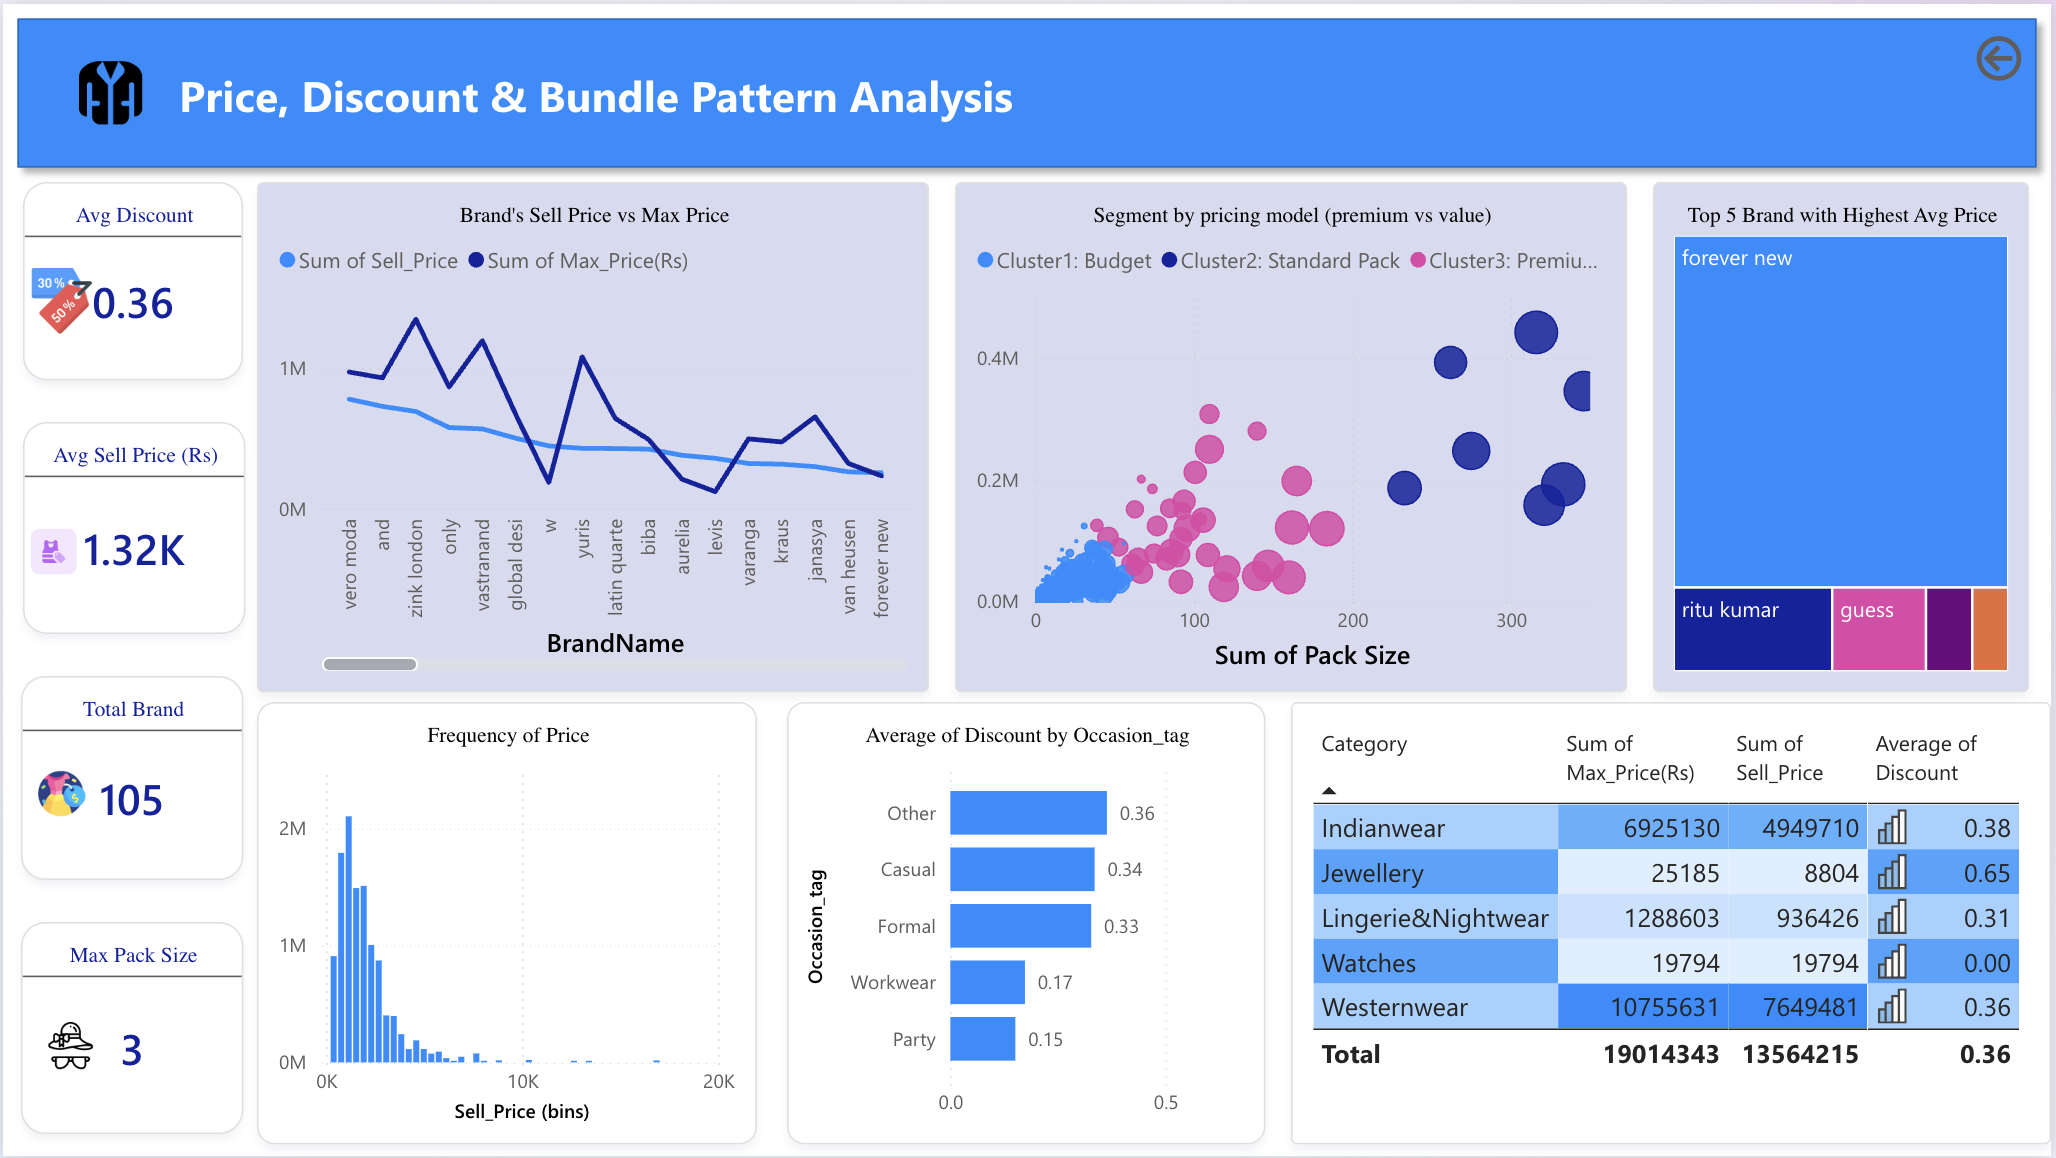 Price, Discount & Bundle Pattern Analysis
Avg Discount
30%
50%
0.36
Avg Sell Price (Rs)
1.32K
Total Brand
$
105
Max Pack Size
3
Brand's Sell Price vs Max Price
Sum of Sell_Price Sum of Max_Price(Rs)
1M
0M
vero moda
and
zink london
only
vastranand
global desi
w
yuris
latin quarte
biba
aurelia
levis
varanga
kraus
janasya
van heusen
forever new
BrandName
Segment by pricing model (premium vs value)
Cluster1: Budget Cluster2: Standard Pack Cluster3: Premiu...
0.4M
0.2M
0.0M
0 100 200 300
Sum of Pack Size
Top 5 Brand with Highest Avg Price
forever new
ritu kumar
guess
Frequency of Price
2M
1M
0M
0K 10K 20K
Sell_Price (bins)
Average of Discount by Occasion_tag
Occasion_tag
Other 0.36
Casual 0.34
Formal 0.33
Workwear 0.17
Party 0.15
0.0 0.5
Category Sum of Sum of Average of
Max_Price(Rs) Sell_Price Discount
Indianwear 6925130 4949710 0.38
Jewellery 25185 8804 0.65
Lingerie&Nightwear 1288603 936426 0.31
Watches 19794 19794 0.00
Westernwear 10755631 7649481 0.36
Total 19014343 13564215 0.36